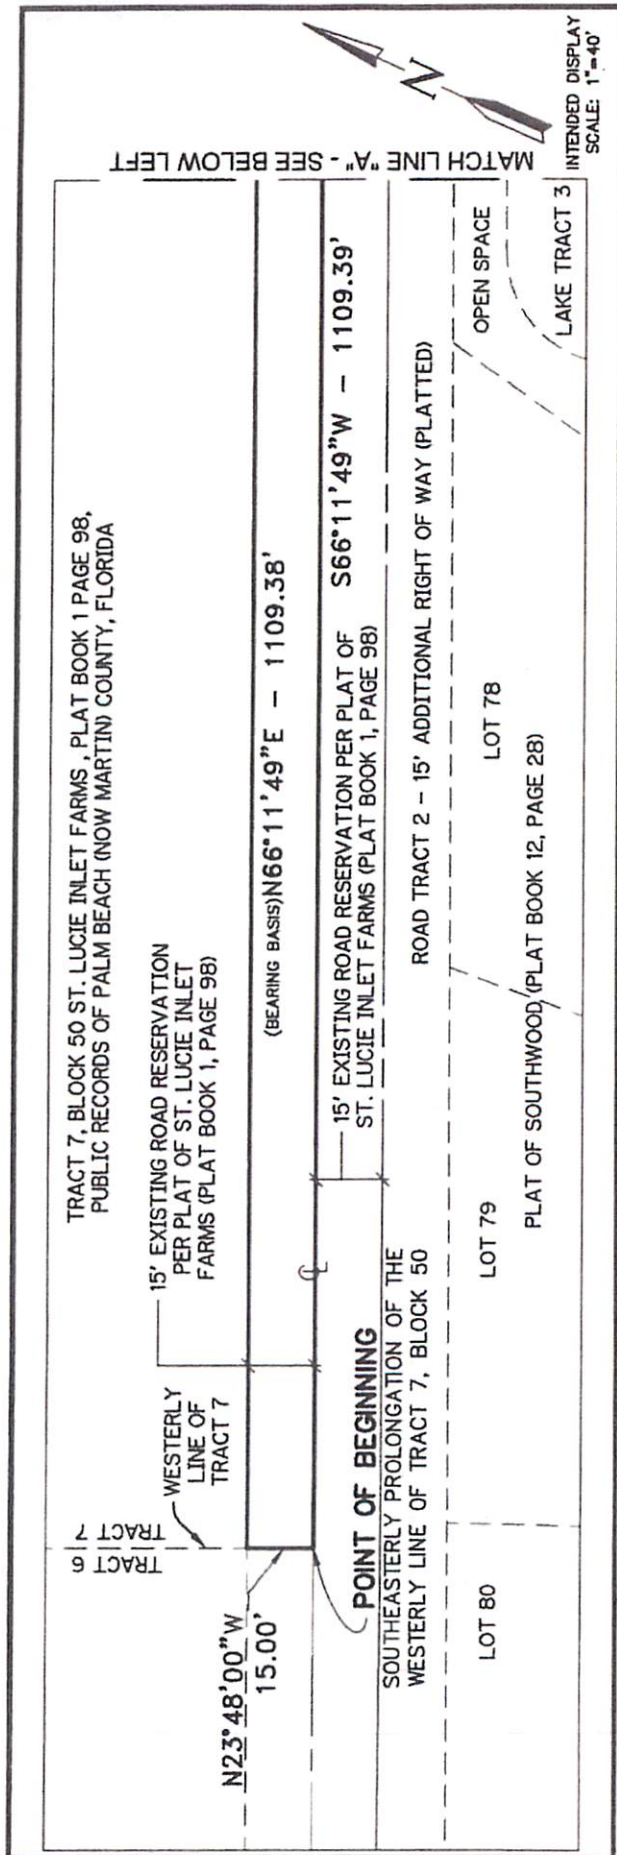 TRACT 7, BLOCK 50 ST. LUCIE INLET FARMS, PLAT BOOK 1 PAGE 98,
PUBLIC RECORDS OF PALM BEACH (NOW MARTIN) COUNTY, FLORIDA
15' EXISTING ROAD RESERVATION
PER PLAT OF ST. LUCIE INLET
FARMS (PLAT BOOK 1, PAGE 98)
WESTERLY
LINE OF
TRACT 7
TRACT 6
TRACT 7
N23°48'00"W
15.00'
(BEARING BASIS)N66°11'49"E - 1109.38'
S66°11'49"W - 1109.39'
15' EXISTING ROAD RESERVATION PER PLAT OF
ST. LUCIE INLET FARMS (PLAT BOOK 1, PAGE 98)
CL
POINT OF BEGINNING
SOUTHEASTERLY PROLONGATION OF THE
WESTERLY LINE OF TRACT 7, BLOCK 50
ROAD TRACT 2 - 15' ADDITIONAL RIGHT OF WAY (PLATTED)
LOT 80
LOT 79
LOT 78
PLAT OF SOUTHWOOD (PLAT BOOK 12, PAGE 28)
OPEN SPACE
LAKE TRACT 3
MATCH LINE "A" - SEE BELOW LEFT
N
INTENDED DISPLAY
SCALE: 1"=40'